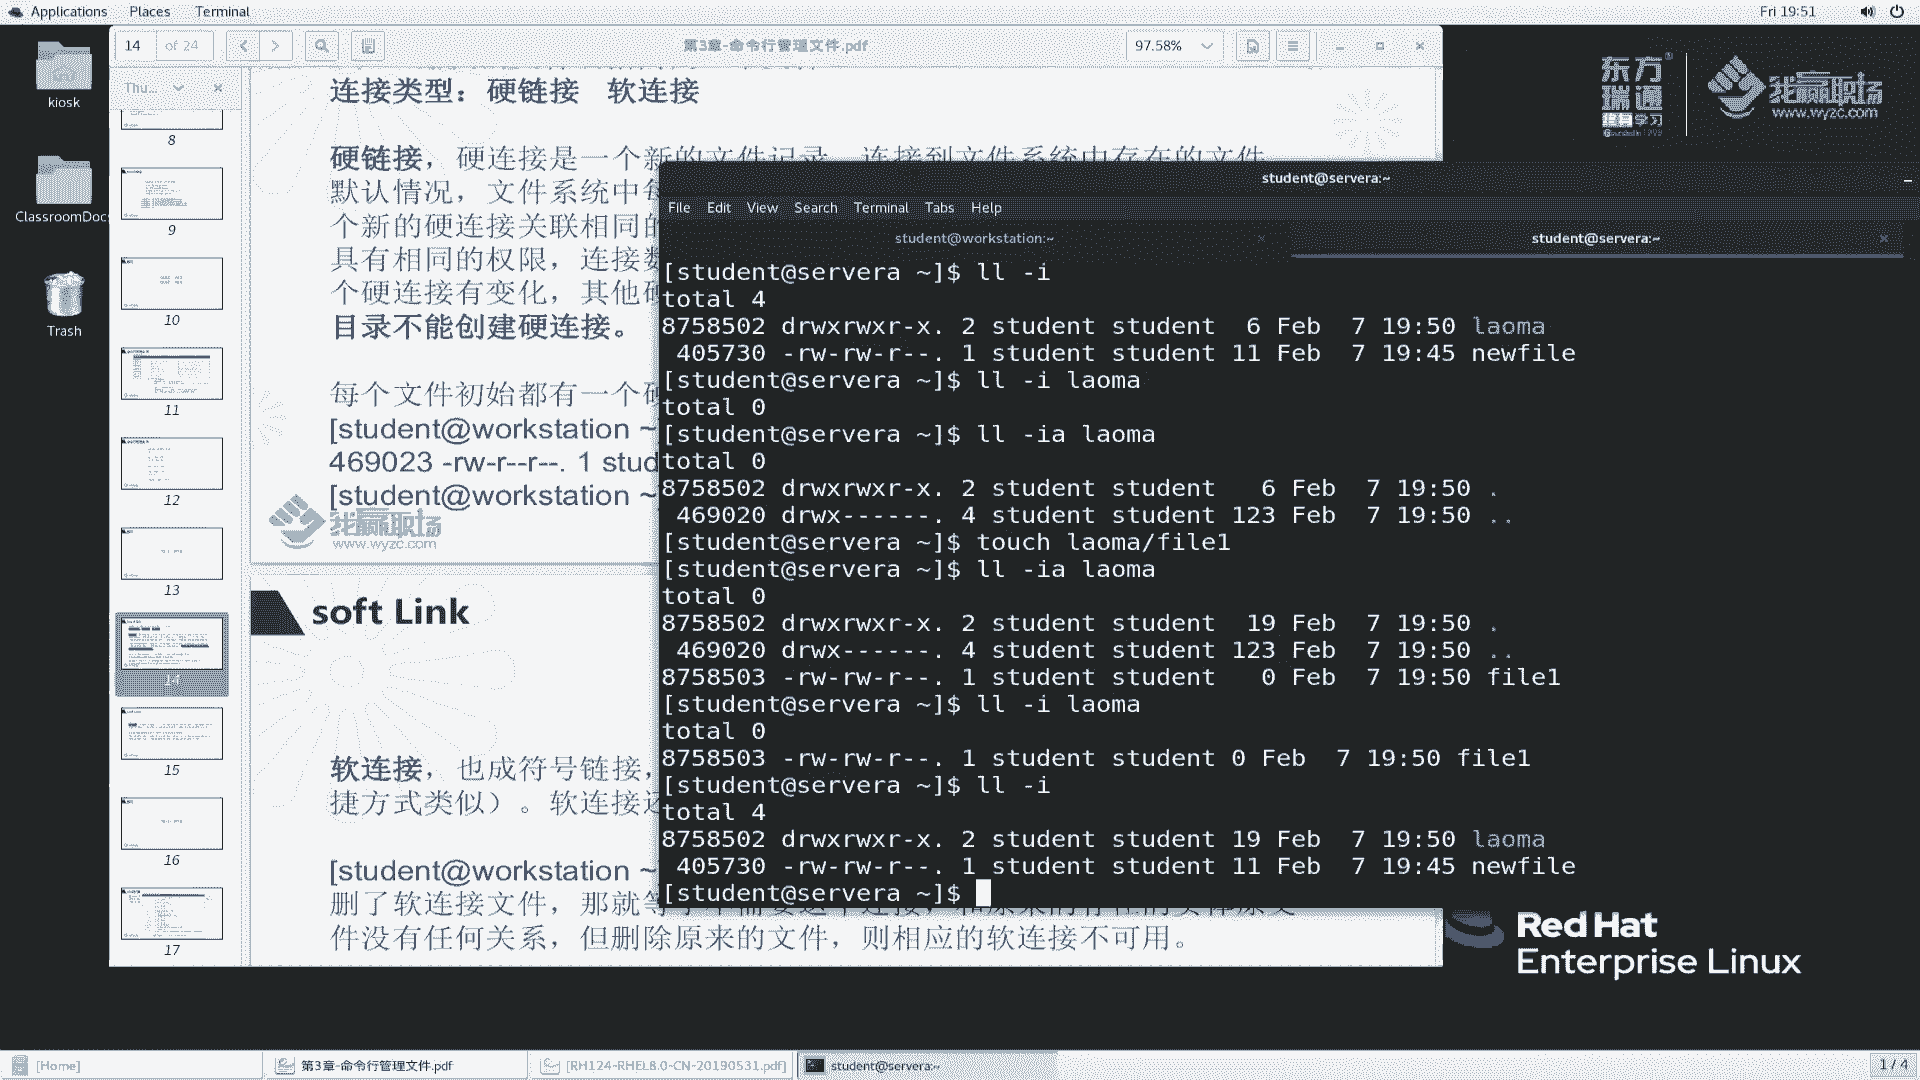 Applications Places Terminal
Fri 19:51
14 of 24
第3章-命令行管理文件.pdf
97.58%
kiosk
ClassroomDocs
Trash
Thu...
8
9
10
11
12
13
14
15
16
17
连接类型：硬链接 软连接
硬链接，硬连接是一个新的文件记录，连接到文件系统中存在的文件
默认情况，文件系统中每
个新的硬连接关联相同的
具有相同的权限，连接数
个硬连接有变化，其他硬
目录不能创建硬连接。
每个文件初始都有一个硬
[student@workstation ~
469023 -rw-r--r--. 1 stud
[student@workstation ~
我赢职场
www.wyzc.com
soft Link
软连接，也成符号链接，
捷方式类似）。软连接还
[student@workstation ~
删了软连接文件，那就等
件没有任何关系，但删除原来的文件，则相应的软连接不可用。
东方瑞通
终身学习
我赢职场
www.wyzc.com
student@servera:~
File Edit View Search Terminal Tabs Help
student@workstation:~
student@servera:~
[student@servera ~]$ ll -i
total 4
8758502 drwxrwxr-x. 2 student student  6 Feb  7 19:50 laoma
 405730 -rw-rw-r--. 1 student student 11 Feb  7 19:45 newfile
[student@servera ~]$ ll -i laoma
total 0
[student@servera ~]$ ll -ia laoma
total 0
8758502 drwxrwxr-x. 2 student student   6 Feb  7 19:50 .
 469020 drwx------. 4 student student 123 Feb  7 19:50 ..
[student@servera ~]$ touch laoma/file1
[student@servera ~]$ ll -ia laoma
total 0
8758502 drwxrwxr-x. 2 student student  19 Feb  7 19:50 .
 469020 drwx------. 4 student student 123 Feb  7 19:50 ..
8758503 -rw-rw-r--. 1 student student   0 Feb  7 19:50 file1
[student@servera ~]$ ll -i laoma
total 0
8758503 -rw-rw-r--. 1 student student 0 Feb  7 19:50 file1
[student@servera ~]$ ll -i
total 4
8758502 drwxrwxr-x. 2 student student 19 Feb  7 19:50 laoma
 405730 -rw-rw-r--. 1 student student 11 Feb  7 19:45 newfile
[student@servera ~]$
Red Hat
Enterprise Linux
[Home]
第3章-命令行管理文件.pdf
[RH124-RHEL8.0-CN-20190531.pdf]
student@servera:~
1 / 4